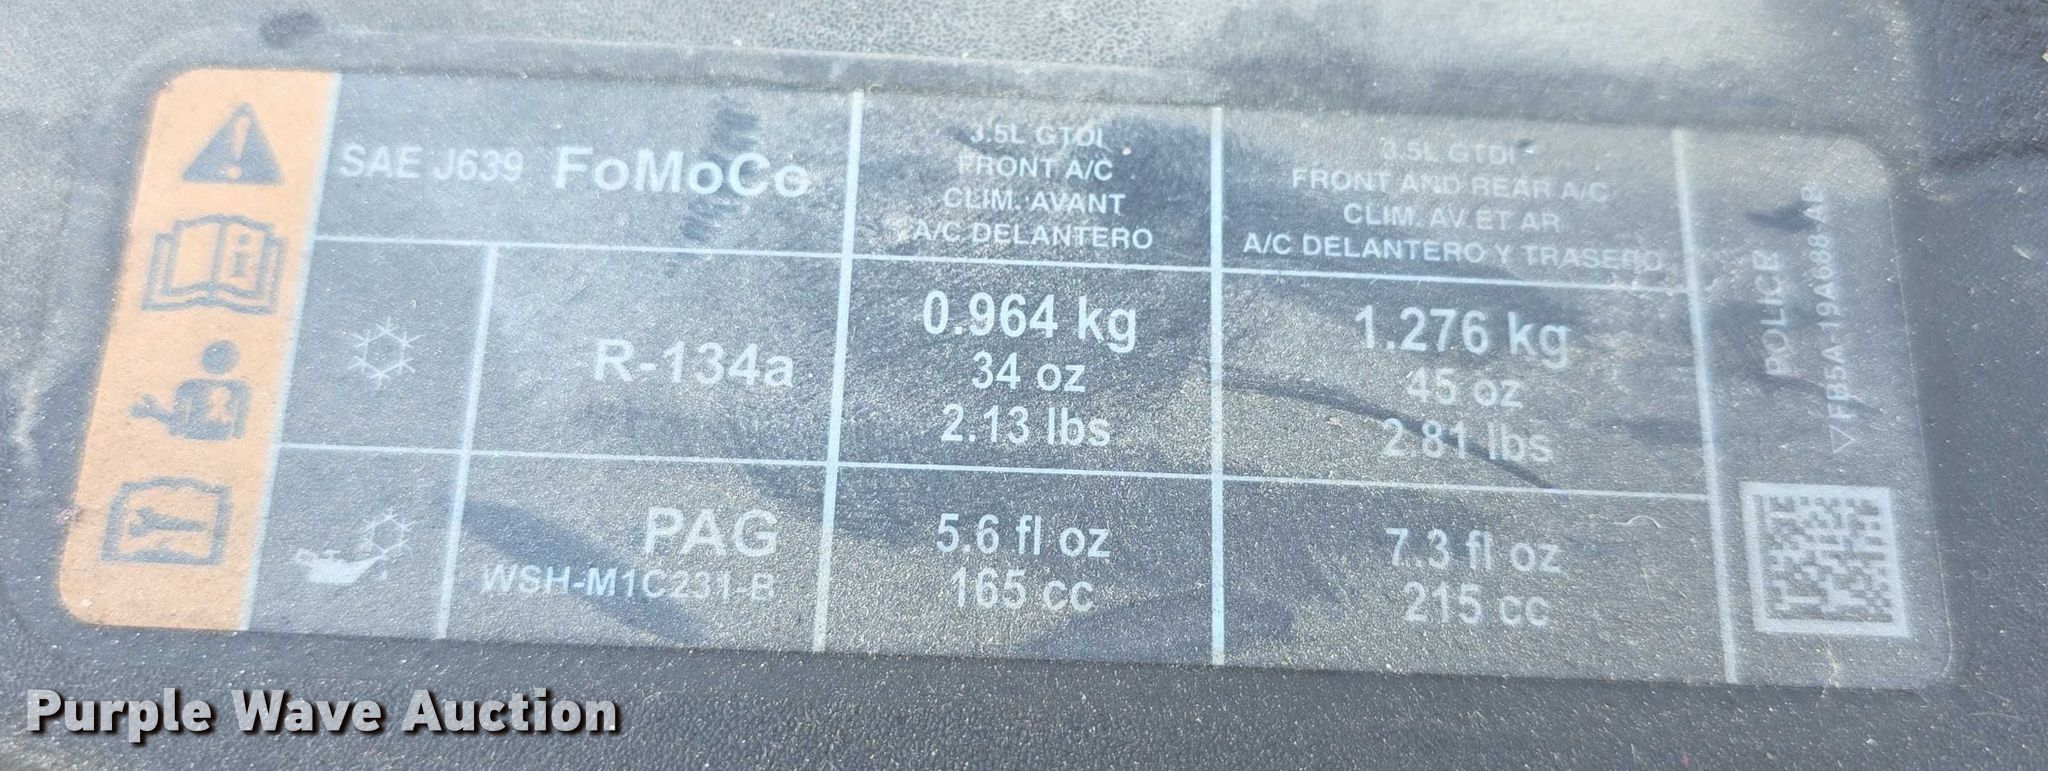 SAE J639 FoMoCo
3.5L GTDI
FRONT A/C
CLIM. AVANT
A/C DELANTERO
3.5L GTDI
FRONT AND REAR A/C
CLIM. AV ET AR
A/C DELANTERO Y TRASERO
R-134a
0.964 kg
34 oz
2.13 lbs
1.276 kg
45 oz
2.81 lbs
PAG
WSH-M1C231-B
5.6 fl oz
165 cc
7.3 fl oz
215 cc
POLICE
FB5A-19A688-AB
Purple Wave Auction